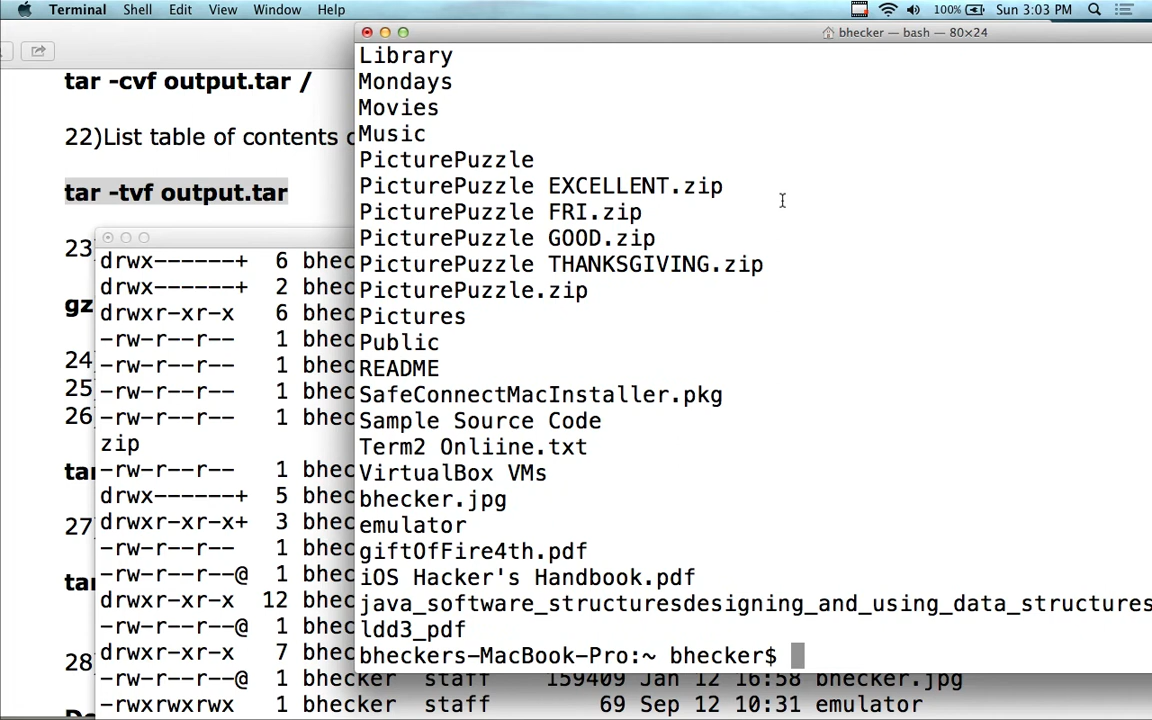 Terminal Shell Edit View Window Help 100% Sun 3:03 PM
bhecker — bash — 80×24
tar -cvf output.tar /
22)List table of contents
tar -tvf output.tar
23)
gz
24)
25)
26)
tar
27)
tar
28)
drwx------+ 6 bhec
drwx------+ 2 bhec
drwxr-xr-x 6 bhec
-rw-r--r-- 1 bhec
-rw-r--r-- 1 bhec
-rw-r--r-- 1 bhec
-rw-r--r-- 1 bhec
zip
-rw-r--r-- 1 bhec
drwx------+ 5 bhec
drwxr-xr-x+ 3 bhec
-rw-r--r-- 1 bhec
-rw-r--r--@ 1 bhec
drwxr-xr-x 12 bhec
-rw-r--r--@ 1 bhec
drwxr-xr-x 7 bhec
-rw-r--r--@ 1 bhecker staff 159409 Jan 12 16:58 bhecker.jpg
-rwxrwxrwx 1 bhecker staff 69 Sep 12 10:31 emulator
Library
Mondays
Movies
Music
PicturePuzzle
PicturePuzzle EXCELLENT.zip
PicturePuzzle FRI.zip
PicturePuzzle GOOD.zip
PicturePuzzle THANKSGIVING.zip
PicturePuzzle.zip
Pictures
Public
README
SafeConnectMacInstaller.pkg
Sample Source Code
Term2 Onliine.txt
VirtualBox VMs
bhecker.jpg
emulator
giftOfFire4th.pdf
iOS Hacker's Handbook.pdf
java_software_structuresdesigning_and_using_data_structures
ldd3_pdf
bheckers-MacBook-Pro:~ bhecker$